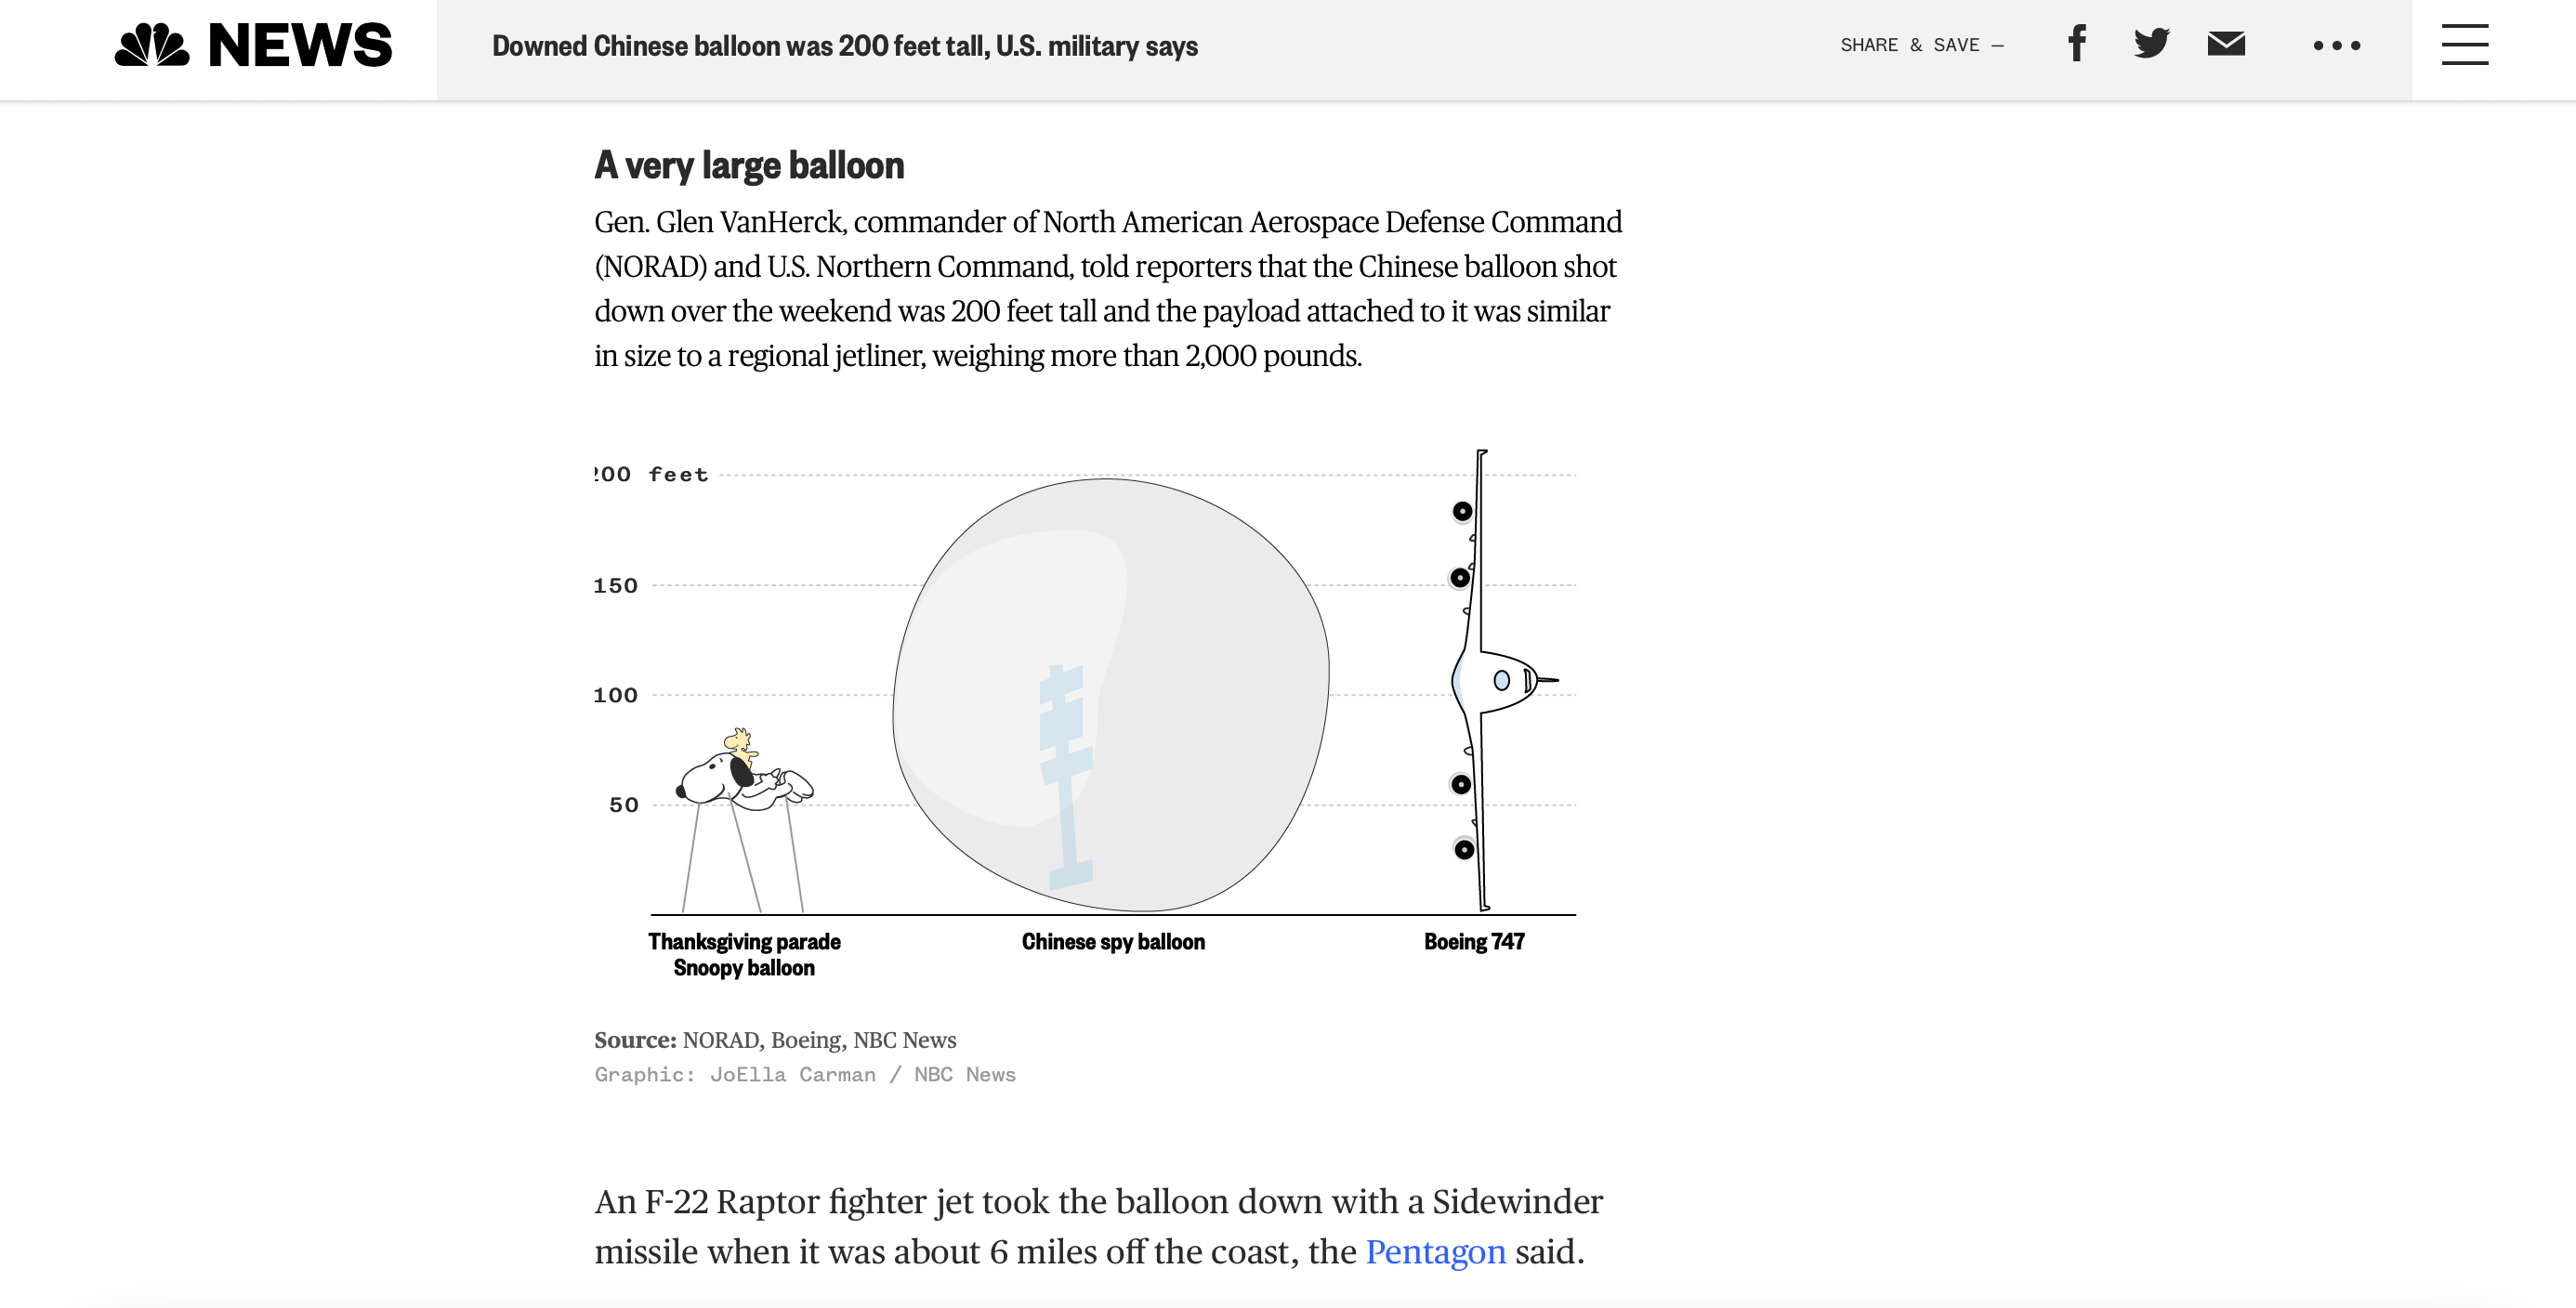 NEWS
Downed Chinese balloon was 200 feet tall, U.S. military says
SHARE & SAVE —
A very large balloon
Gen. Glen VanHerck, commander of North American Aerospace Defense Command
(NORAD) and U.S. Northern Command, told reporters that the Chinese balloon shot
down over the weekend was 200 feet tall and the payload attached to it was similar
in size to a regional jetliner, weighing more than 2,000 pounds.
200 feet
150
100
50
Thanksgiving parade
Snoopy balloon
Chinese spy balloon
Boeing 747
Source: NORAD, Boeing, NBC News
Graphic: JoElla Carman / NBC News
An F-22 Raptor fighter jet took the balloon down with a Sidewinder
missile when it was about 6 miles off the coast, the Pentagon said.